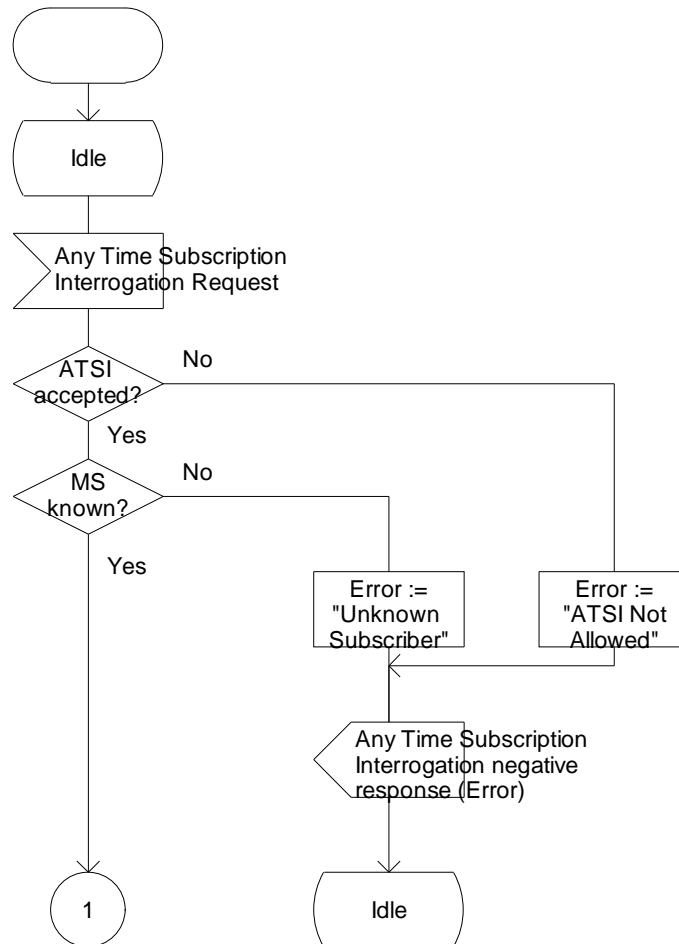 Idle
Any Time Subscription
Interrogation Request
ATSI
accepted?
No
Yes
MS
known?
No
Yes
Error :=
"Unknown
Subscriber"
Error :=
"ATSI Not
Allowed"
Any Time Subscription
Interrogation negative
response (Error)
1
Idle